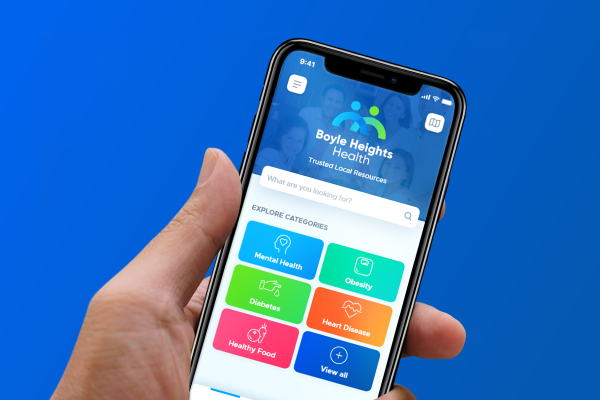 9:41
Boyle Heights
Health
Trusted Local Resources
What are you looking for?
EXPLORE CATEGORIES
Mental Health
Obesity
Diabetes
Heart Disease
Healthy Food
View all